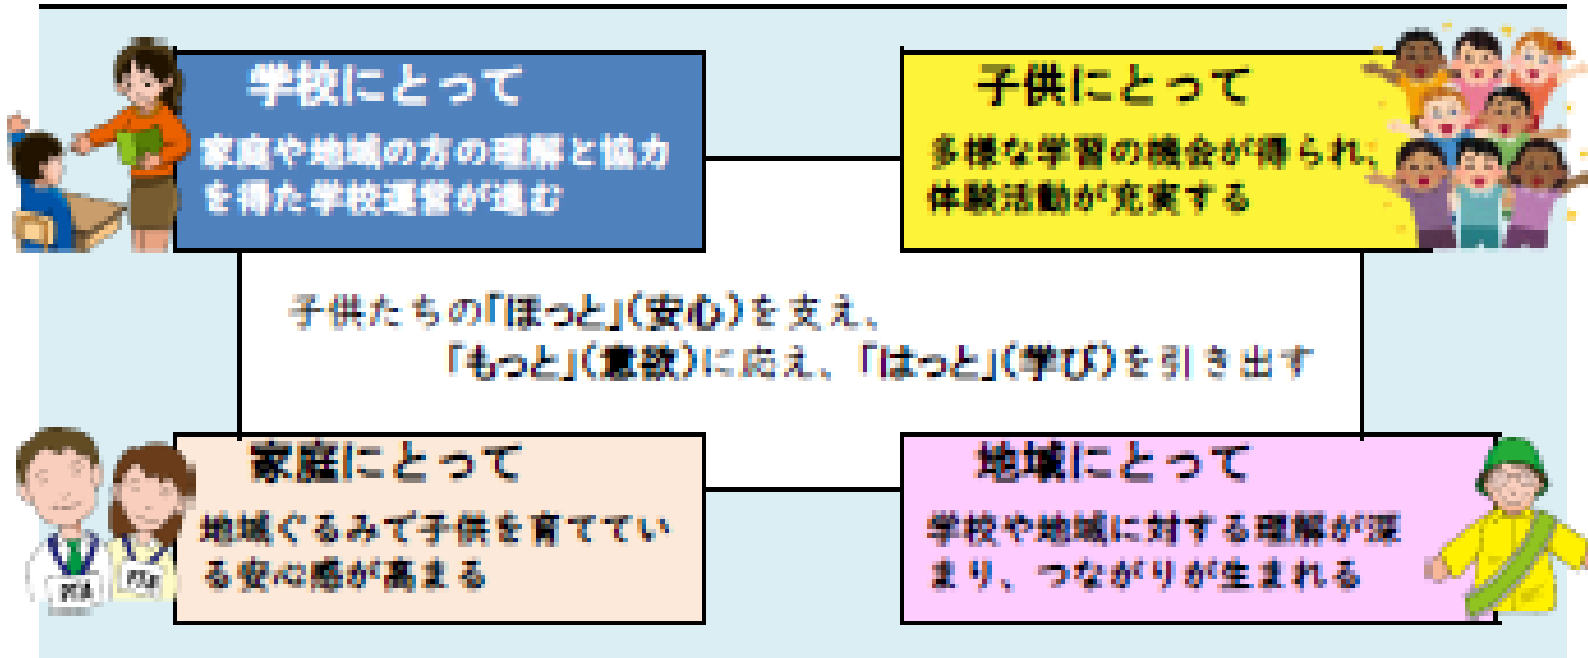 学校にとって
家庭や地域の方の理解と協力
を得た学校運営が進む
子供にとって
多様な学習の機会が得られ、
体験活動が充実する
子供たちの「ほっと」(安心)を支え、
「もっと」(意欲)に応え、「はっと」(学び)を引き出す
家庭にとって
地域ぐるみで子供を育ててい
る安心感が高まる
地域にとって
学校や地域に対する理解が深
まり、つながりが生まれる
PTA
PTA